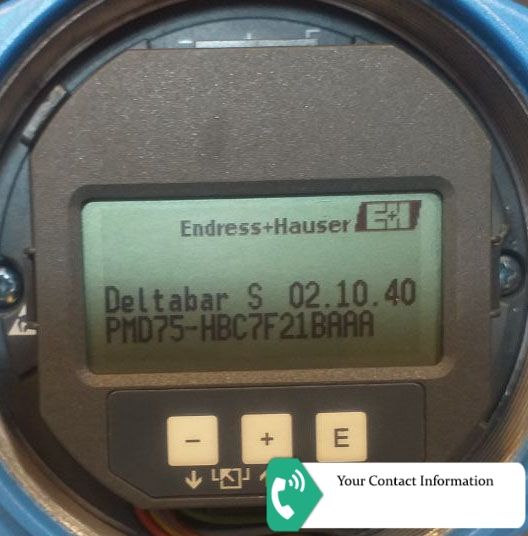 Endress+Hauser E+H
Deltabar S 02.10.40
PMD75-HBC7F21BAAA
- + E
Your Contact Information